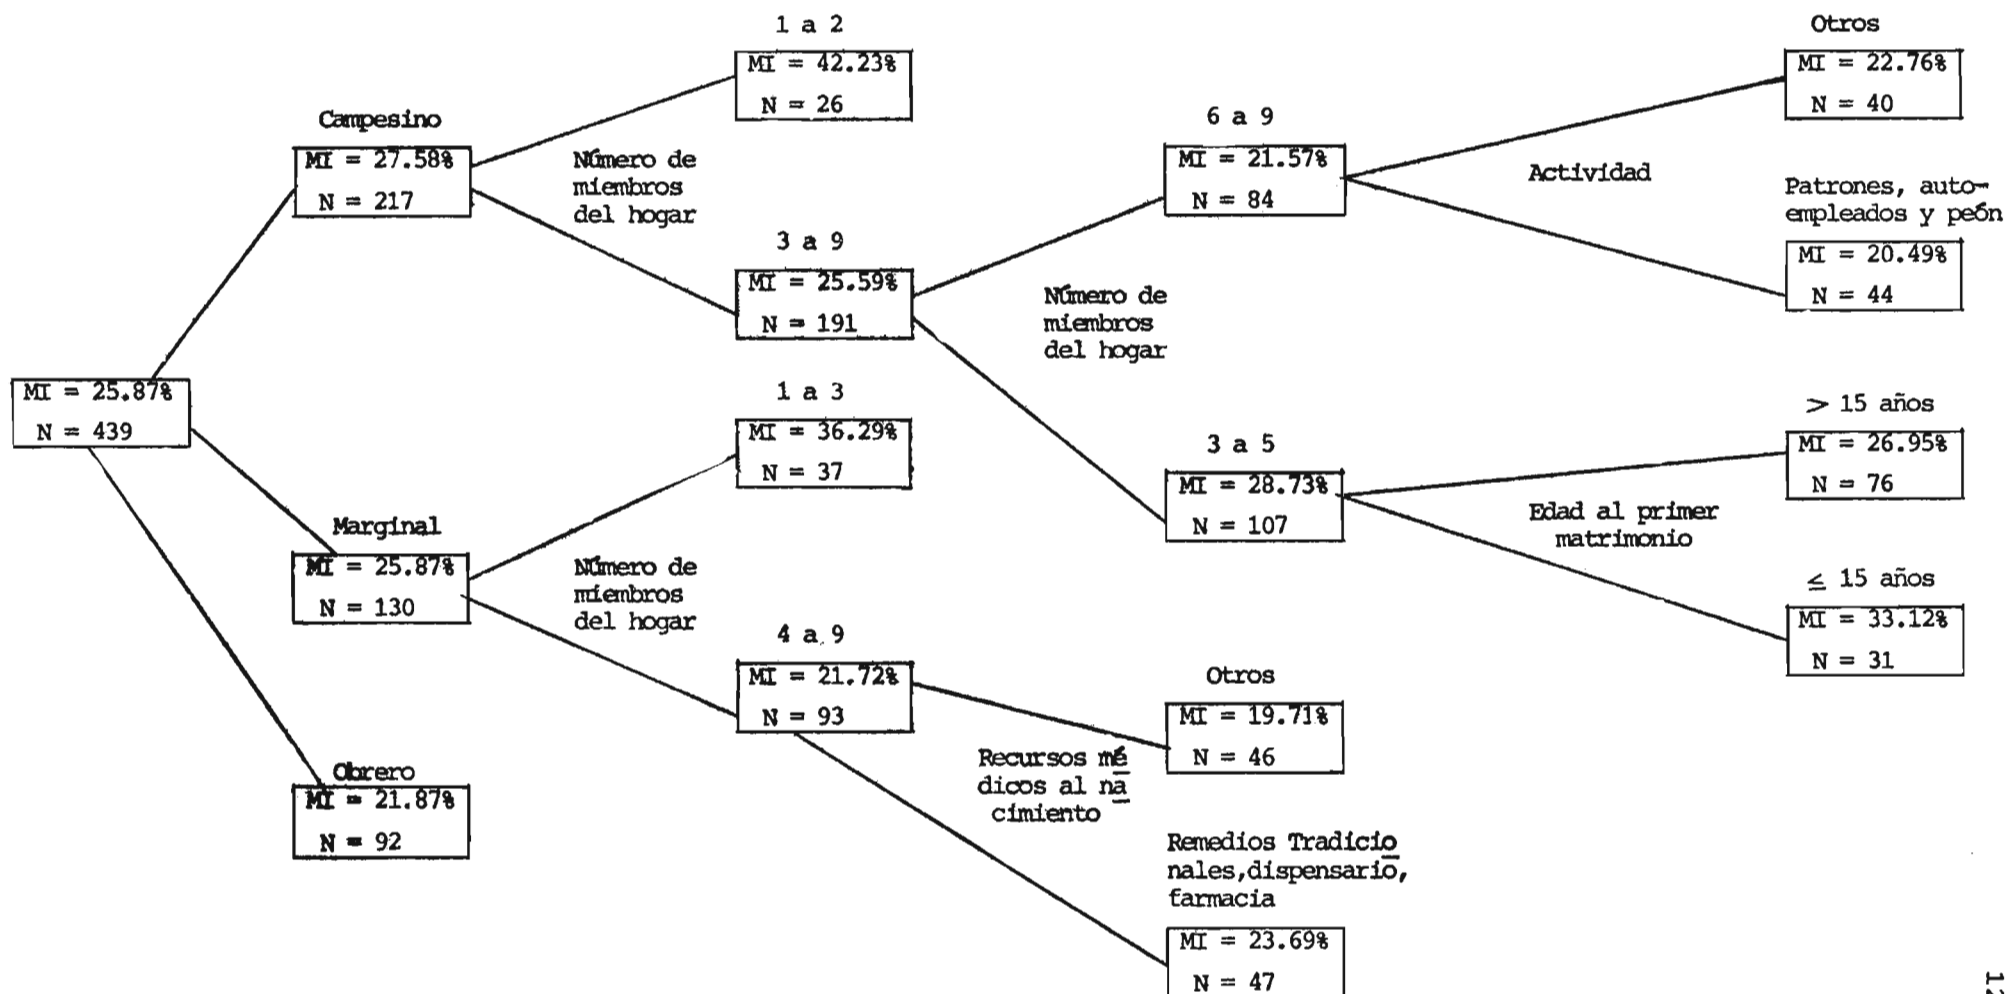 1 a 2
MI = 42.23%
N = 26
Otros
MI = 22.76%
N = 40
Campesino
MI = 27.58%
N = 217
Número de
miembros
del hogar
6 a 9
MI = 21.57%
N = 84
Actividad
Patrones, auto-
empleados y peón
MI = 20.49%
N = 44
3 a 9
MI = 25.59%
N = 191
Número de
miembros
del hogar
MI = 25.87%
N = 439
1 a 3
MI = 36.29%
N = 37
> 15 años
MI = 26.95%
N = 76
3 a 5
MI = 28.73%
N = 107
Edad al primer
matrimonio
≤ 15 años
MI = 33.12%
N = 31
Marginal
MI = 25.87%
N = 130
Número de
miembros
del hogar
4 a 9
MI = 21.72%
N = 93
Otros
MI = 19.71%
N = 46
Recursos mé
dicos al na
cimiento
Obrero
MI = 21.87%
N = 92
Remedios Tradicio
nales,dispensario,
farmacia
MI = 23.69%
N = 47